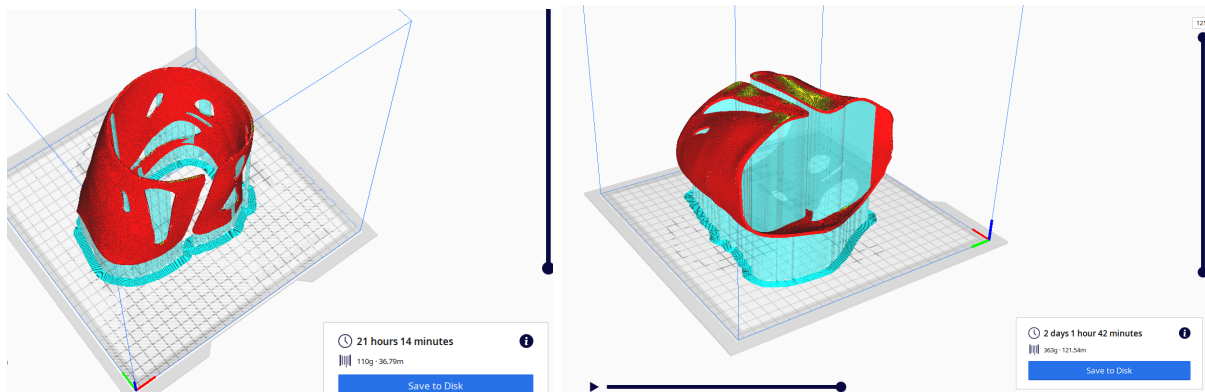 21 hours 14 minutes
110g · 36.79m
Save to Disk
121
2 days 1 hour 42 minutes
363g · 121.54m
Save to Disk